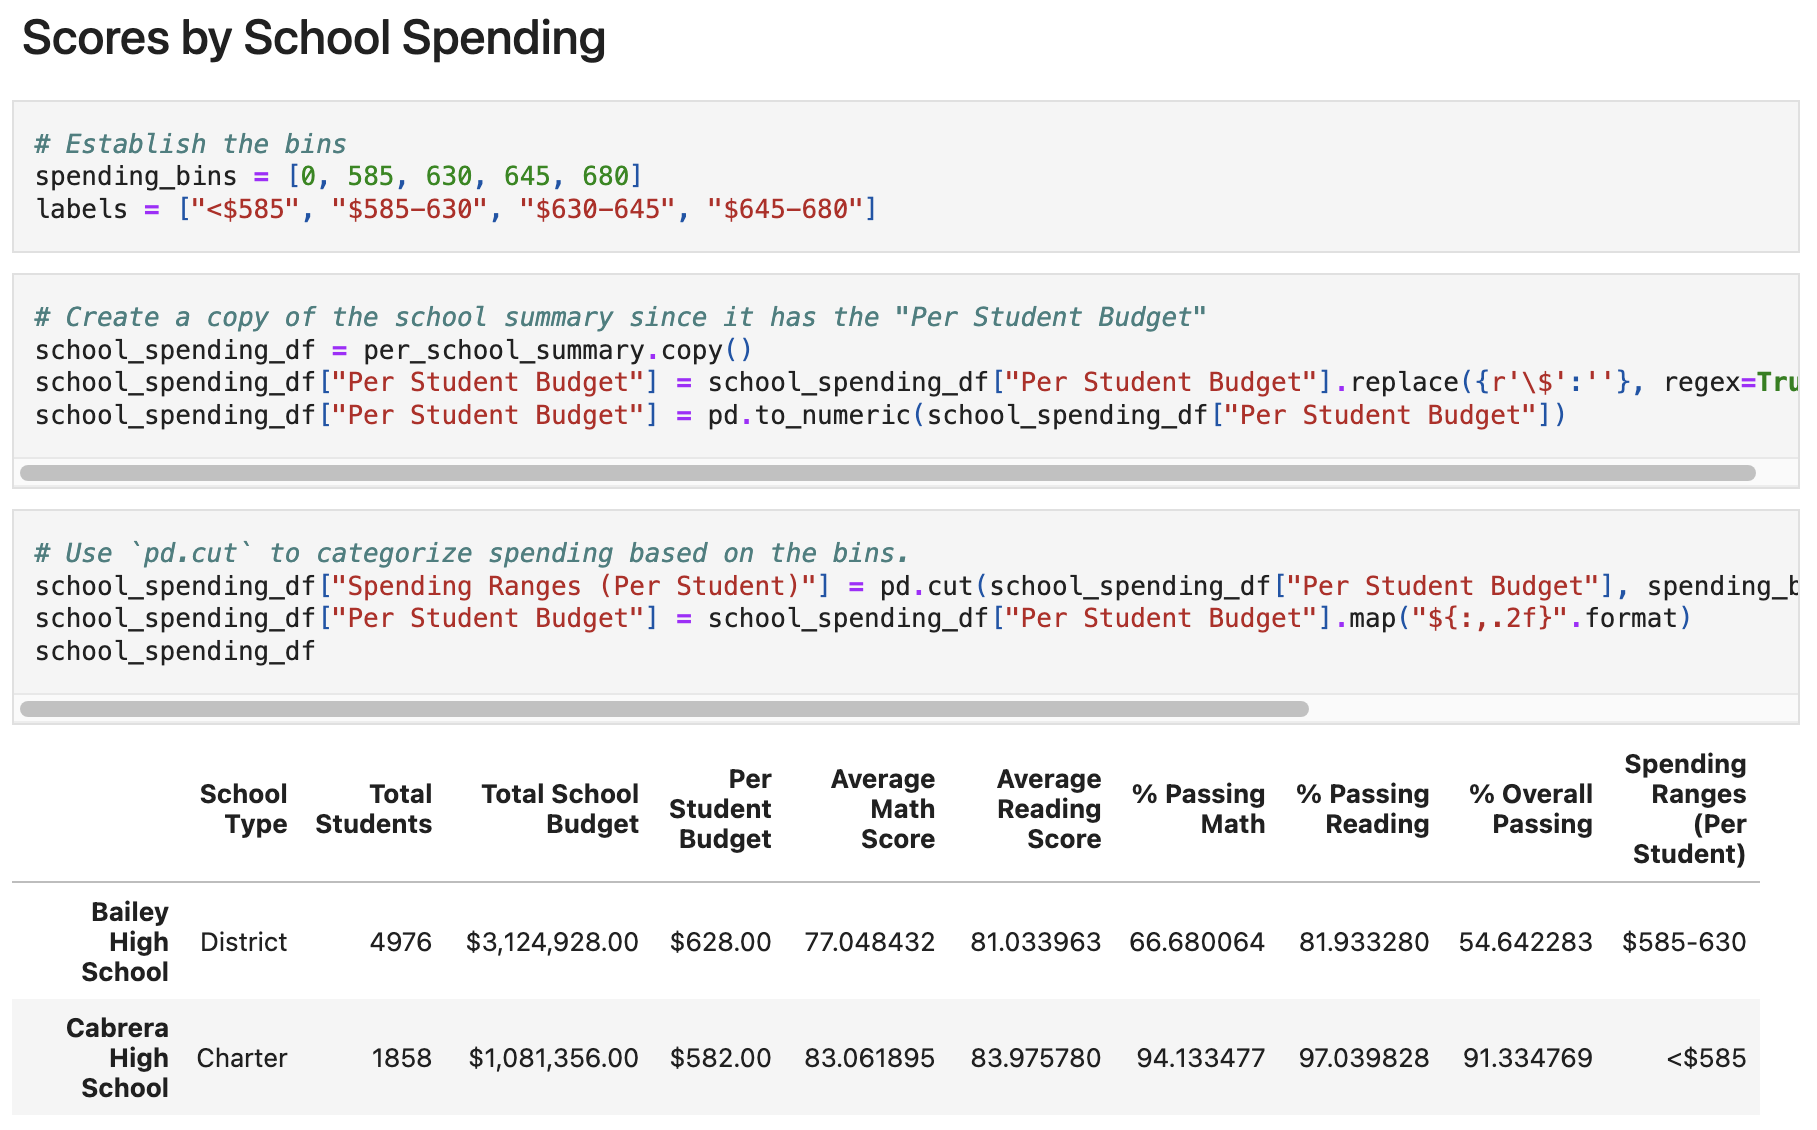 Scores by School Spending
# Establish the bins
spending_bins = [0, 585, 630, 645, 680]
labels = ["<$585", "$585-630", "$630-645", "$645-680"]
# Create a copy of the school summary since it has the "Per Student Budget"
school_spending_df = per_school_summary.copy()
school_spending_df["Per Student Budget"] = school_spending_df["Per Student Budget"].replace({r'\$':''}, regex=Tru
school_spending_df["Per Student Budget"] = pd.to_numeric(school_spending_df["Per Student Budget"])
# Use `pd.cut` to categorize spending based on the bins.
school_spending_df["Spending Ranges (Per Student)"] = pd.cut(school_spending_df["Per Student Budget"], spending_b
school_spending_df["Per Student Budget"] = school_spending_df["Per Student Budget"].map("${:,.2f}".format)
school_spending_df
School Type Total Students Total School Budget Per Student Budget Average Math Score Average Reading Score % Passing Math % Passing Reading % Overall Passing Spending Ranges (Per Student)
Bailey High School District 4976 $3,124,928.00 $628.00 77.048432 81.033963 66.680064 81.933280 54.642283 $585-630
Cabrera High School Charter 1858 $1,081,356.00 $582.00 83.061895 83.975780 94.133477 97.039828 91.334769 <$585